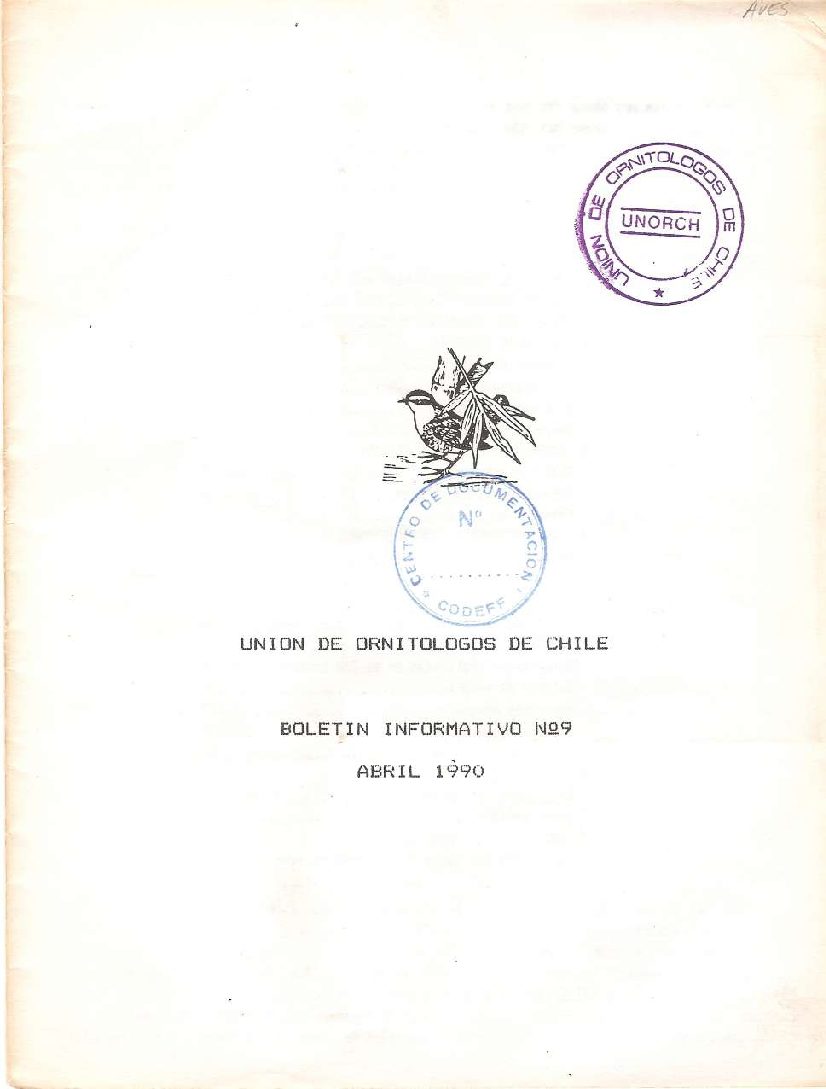 AVES
UNION DE ORNITOLOGOS DE CHILE
UNORCH
CENTRO DE DOCUMENTACION
Nº
..........
CODEFF
UNION DE ORNITOLOGOS DE CHILE
BOLETIN INFORMATIVO Nº9
ABRIL 1990